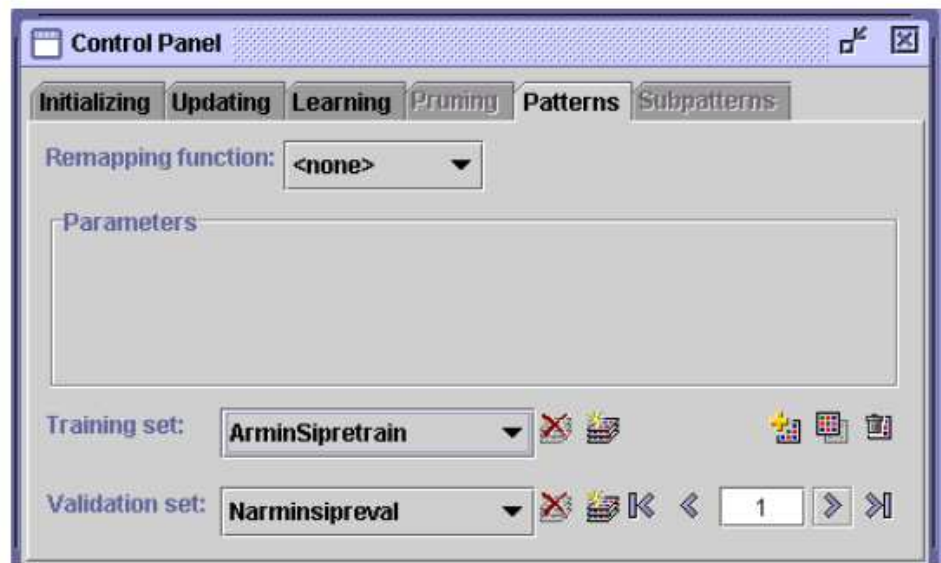 Control Panel
Initializing Updating Learning Pruning Patterns Subpatterns
Remapping function: <none>
Parameters
Training set: ArminSipretrain
Validation set: Narminsipreval 1